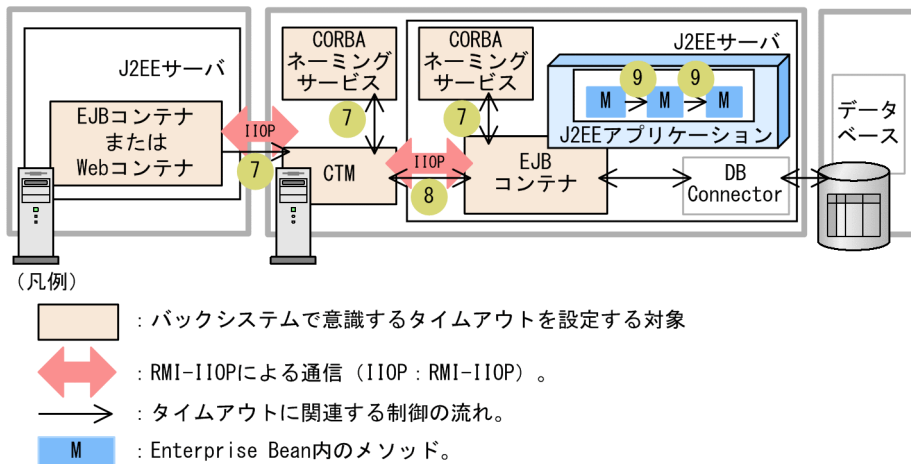 J2EEサーバ
EJBコンテナ
または
Webコンテナ
IIOP
7
CORBA
ネーミング
サービス
7
CTM
IIOP
8
CORBA
ネーミング
サービス
7
EJB
コンテナ
J2EEサーバ
9
9
M
M
M
J2EEアプリケーション
DB
Connector
データ
ベース
(凡例)
:バックシステムで意識するタイムアウトを設定する対象
:RMI-IIOPによる通信(IIOP:RMI-IIOP)。
:タイムアウトに関連する制御の流れ。
M
:Enterprise Bean内のメソッド。